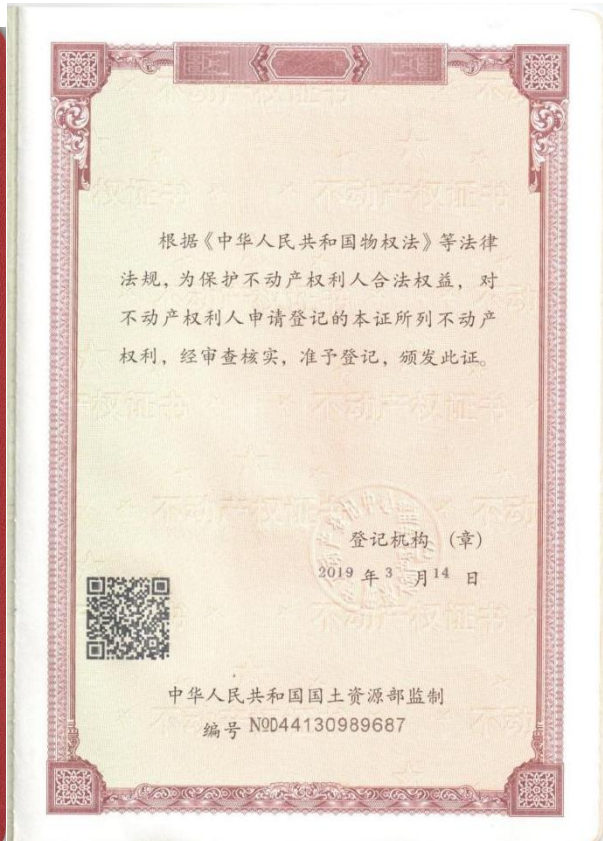 根据《中华人民共和国物权法》等法律
法规，为保护不动产权利人合法权益，对
不动产权利人申请登记的本证所列不动产
权利，经审查核实，准予登记，颁发此证。
登记机构（章）
2019 年 3 月 14 日
中华人民共和国国土资源部监制
编号 №D44130989687